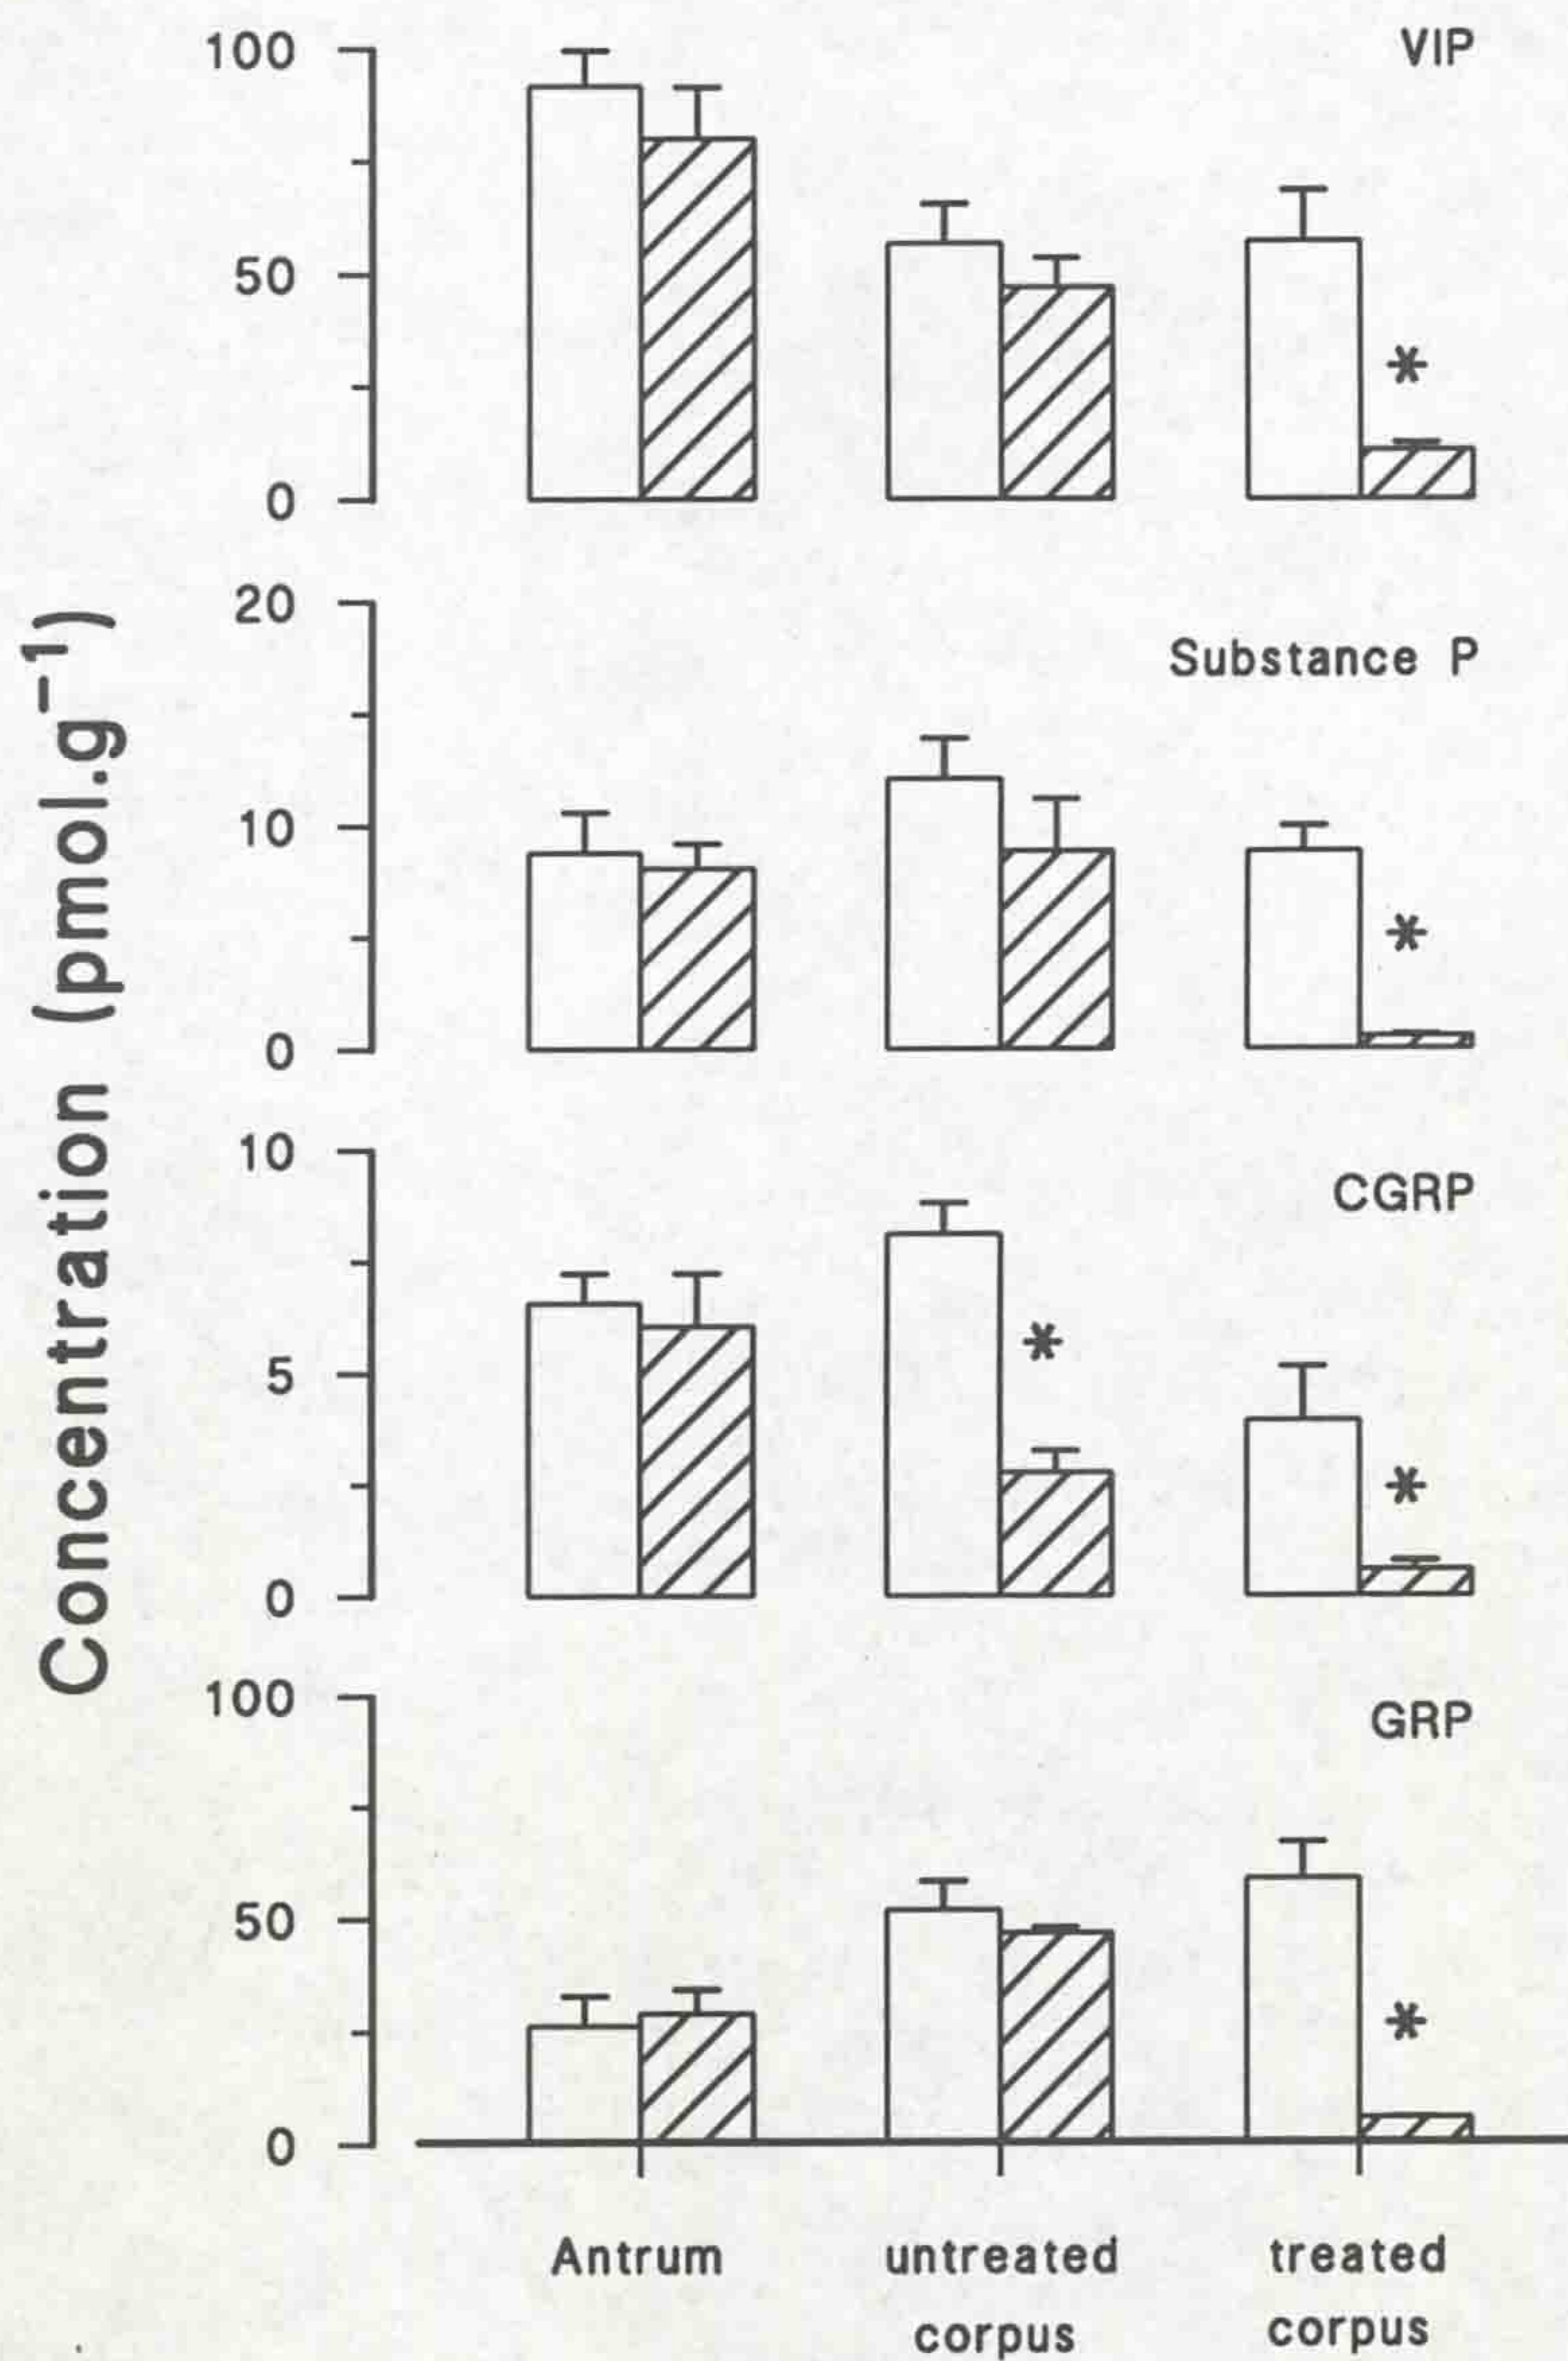 Concentration (pmol.g⁻¹)
VIP
100
50
0
*
Substance P
20
10
0
*
CGRP
10
5
0
*
*
GRP
100
50
0
*
Antrum
untreated
corpus
treated
corpus